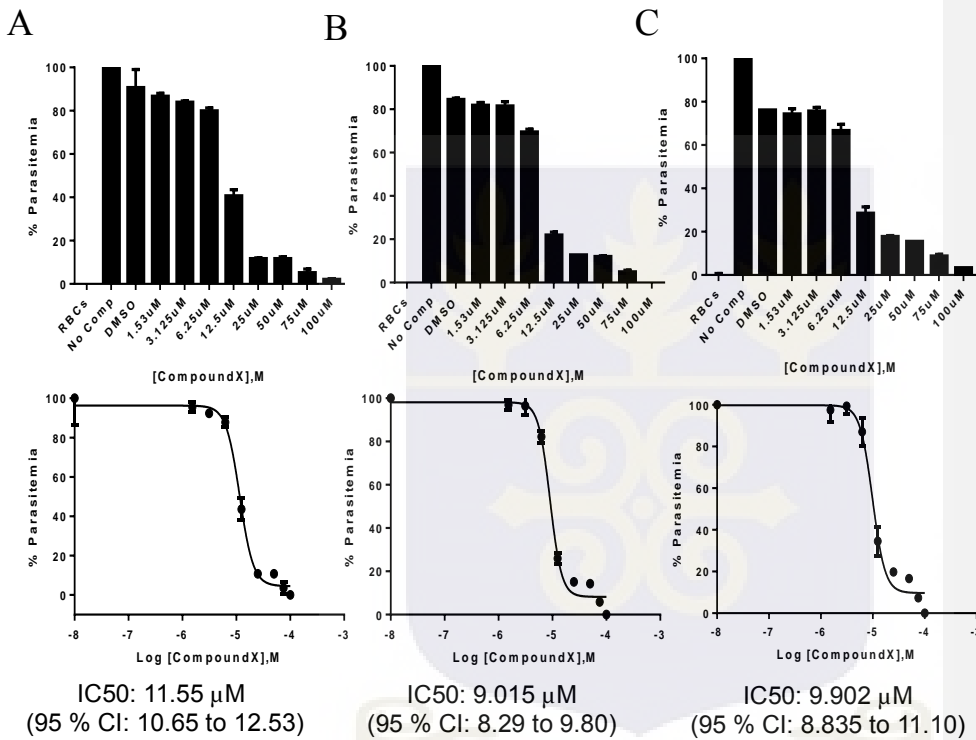 A
B
C
% Parasitemia
100
80
60
40
20
0
RBCs
No Comp
DMSO
1.53uM
3.125uM
6.25uM
12.5uM
25uM
50uM
75uM
100uM
[CompoundX],M
% Parasitemia
100
80
60
40
20
0
RBCs
No Comp
DMSO
1.53uM
3.125uM
6.25uM
12.5uM
25uM
50uM
75uM
100uM
[CompoundX],M
% Parasitemia
100
80
60
40
20
0
RBCs
No Comp
DMSO
1.53uM
3.125uM
6.25uM
12.5uM
25uM
50uM
75uM
100uM
[CompoundX],M
% Parasitemia
100
80
60
40
20
0
-8 -7 -6 -5 -4 -3
Log [CompoundX],M
% Parasitemia
100
80
60
40
20
0
-8 -7 -6 -5 -4 -3
Log [CompoundX],M
% Parasitemia
100
80
60
40
20
0
-8 -7 -6 -5 -4 -3
Log [CompoundX],M
IC50: 11.55 μM
(95 % CI: 10.65 to 12.53)
IC50: 9.015 μM
(95 % CI: 8.29 to 9.80)
IC50: 9.902 μM
(95 % CI: 8.835 to 11.10)